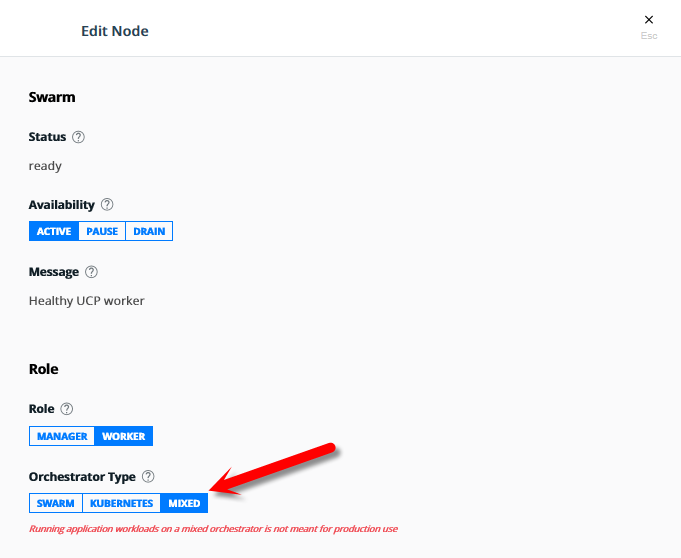 Edit Node
×
Esc
Swarm
Status ?
ready
Availability ?
ACTIVE PAUSE DRAIN
Message ?
Healthy UCP worker
Role
Role ?
MANAGER WORKER
Orchestrator Type ?
SWARM KUBERNETES MIXED
Running application workloads on a mixed orchestrator is not meant for production use